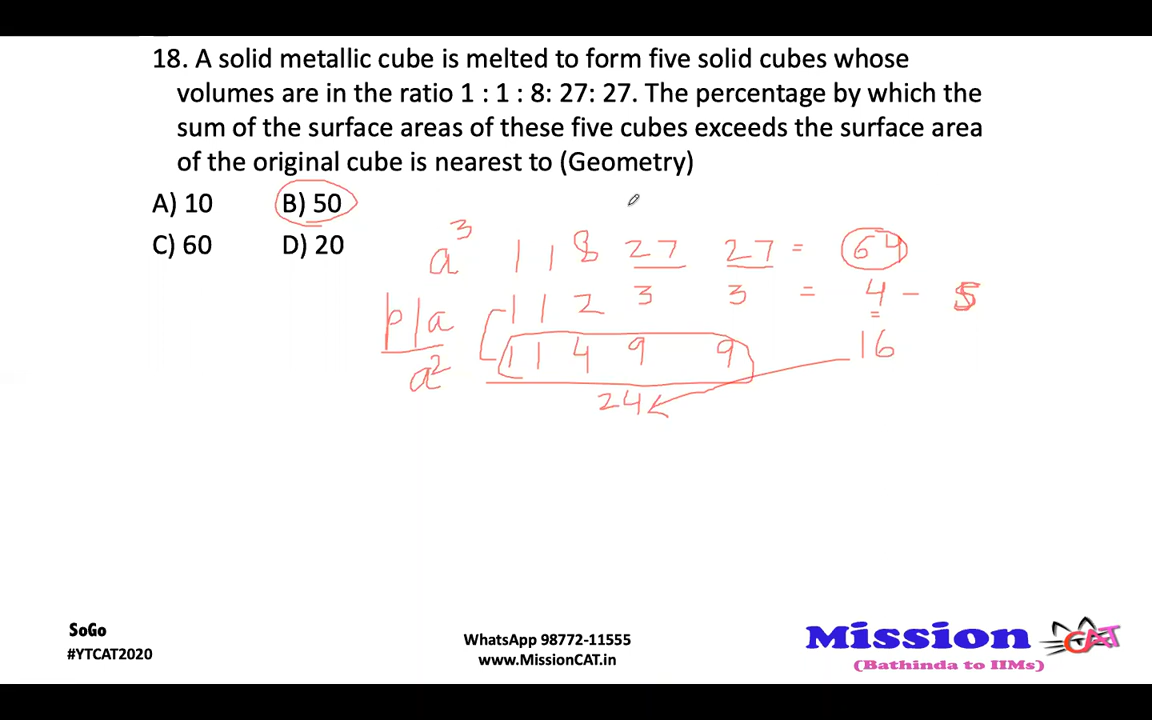 18. A solid metallic cube is melted to form five solid cubes whose
volumes are in the ratio 1 : 1 : 8: 27: 27. The percentage by which the
sum of the surface areas of these five cubes exceeds the surface area
of the original cube is nearest to (Geometry)
A) 10 B) 50
C) 60 D) 20
a³ 1 1 8 27 27 = 64
1 1 2 3 3 = 4 - 5
a² 1 1 4 9 9 16
24
SoGo
#YTCAT2020
WhatsApp 98772-11555
www.MissionCAT.in
Mission CAT
(Bathinda to IIMs)